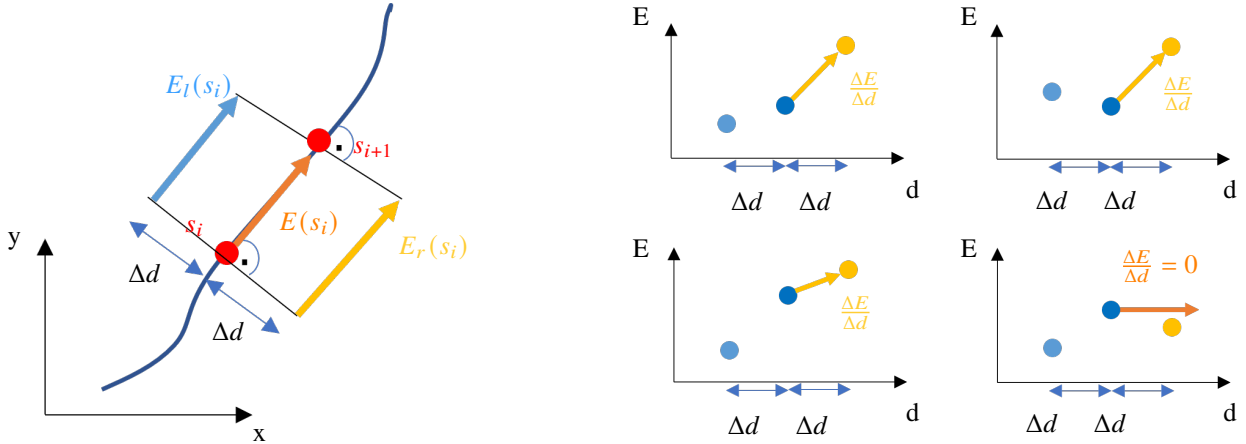 E_l(s_i)
s_{i+1}
s_i
E(s_i)
E_r(s_i)
y
Δd
Δd
x
E
ΔE/Δd
Δd Δd
d
E
ΔE/Δd
Δd Δd
d
E
ΔE/Δd
Δd Δd
d
E
ΔE/Δd = 0
Δd Δd
d